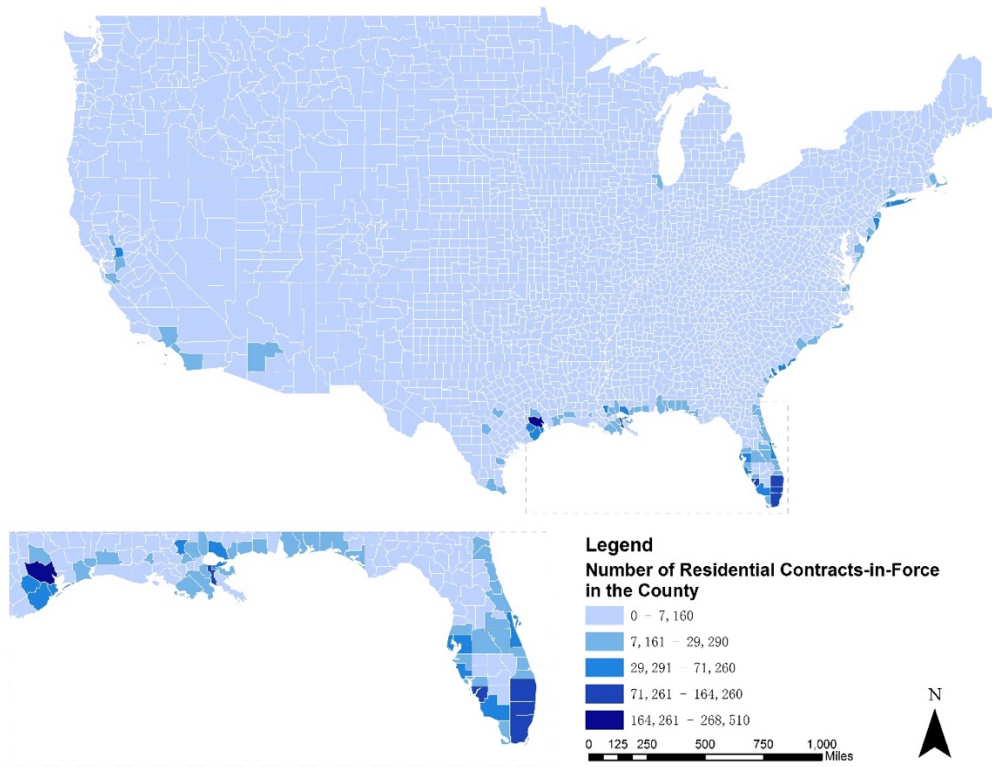 Legend
Number of Residential Contracts-in-Force
in the County
0 - 7, 160
7, 161 - 29, 290
29, 291 - 71, 260
71, 261 - 164, 260
164, 261 - 268, 510
N
0 125 250 500 750 1,000
Miles